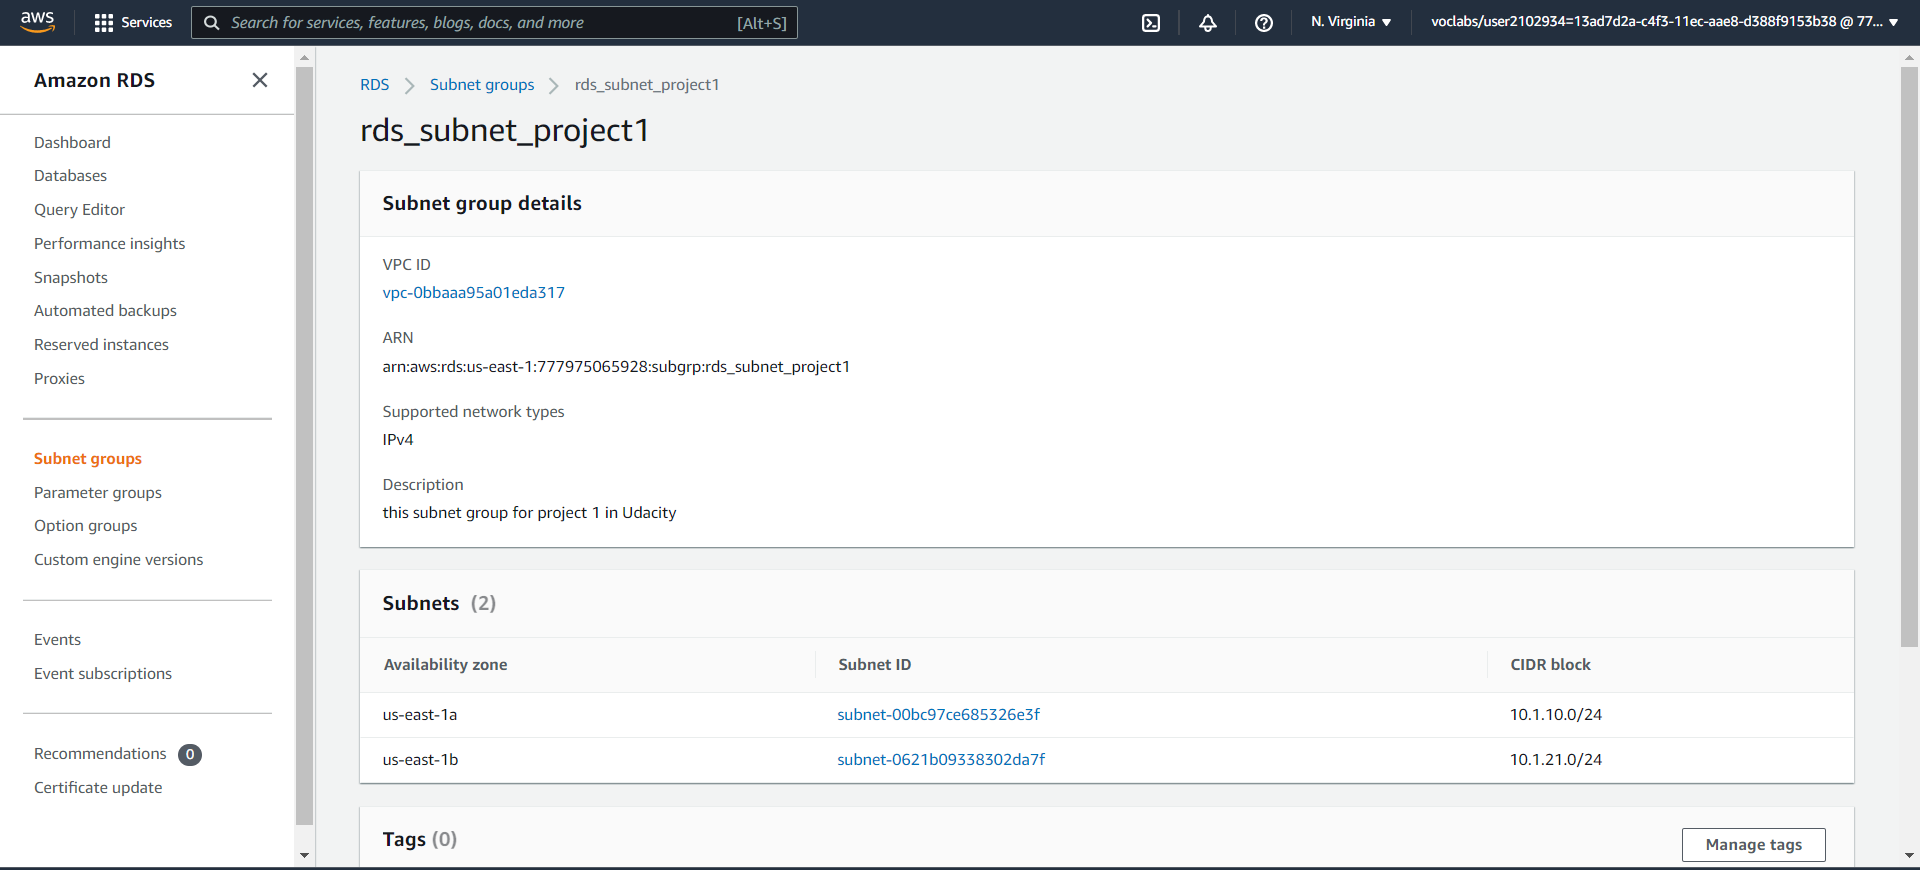 aws Services Search for services, features, blogs, docs, and more [Alt+S] N. Virginia voclabs/user2102934=13ad7d2a-c4f3-11ec-aae8-d388f9153b38 @ 77...
Amazon RDS
Dashboard
Databases
Query Editor
Performance insights
Snapshots
Automated backups
Reserved instances
Proxies
Subnet groups
Parameter groups
Option groups
Custom engine versions
Events
Event subscriptions
Recommendations 0
Certificate update
RDS Subnet groups rds_subnet_project1
rds_subnet_project1
Subnet group details
VPC ID
vpc-0bbaaa95a01eda317
ARN
arn:aws:rds:us-east-1:777975065928:subgrp:rds_subnet_project1
Supported network types
IPv4
Description
this subnet group for project 1 in Udacity
Subnets (2)
Availability zone Subnet ID CIDR block
us-east-1a subnet-00bc97ce685326e3f 10.1.10.0/24
us-east-1b subnet-0621b09338302da7f 10.1.21.0/24
Tags (0) Manage tags